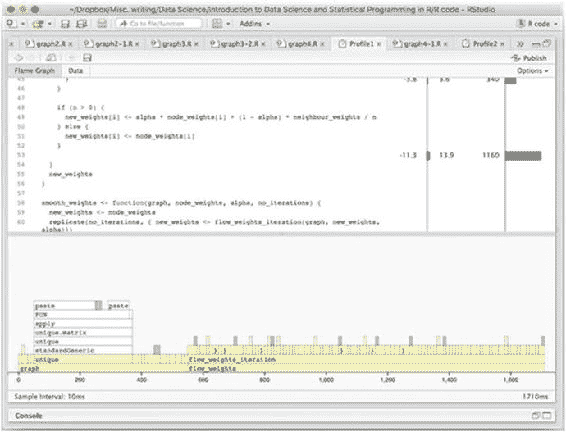 ~/Dropbox/Misc. writing/Data Science/Introduction to Data Science and Statistical Programming in R/R code - RStudio
Go to file/function Addins R code
graph2.R graph2-1.R graph3.R graph3-2.R graph4.R Profile1 graph4-1.R Profile2
Publish
Flame Graph Data Options
45 }
46 }
47
48 if (n > 0) {
49 new_weights[i] <- alpha * node_weights[i] + (1 - alpha) * neighbour_weights / n
50 } else {
51 new_weights[i] <- node_weights[i]
52 }
53 -11.3 13.9 1160
54 }
55 new_weights
56 }
57
58 smooth_weights <- function(graph, node_weights, alpha, no_iterations) {
59 new_weights <- node_weights
60 replicate(no_iterations, { new_weights <- flow_weights_iteration(graph, new_weights,
alpha)})
paste paste
FUN
apply
unique.matrix
unique
standardGeneric
unique flow_weights_iteration
graph flow_weights
0 200 400 600 800 1,000 1,200 1,400 1,600
Sample Interval: 10ms 1710ms
Console